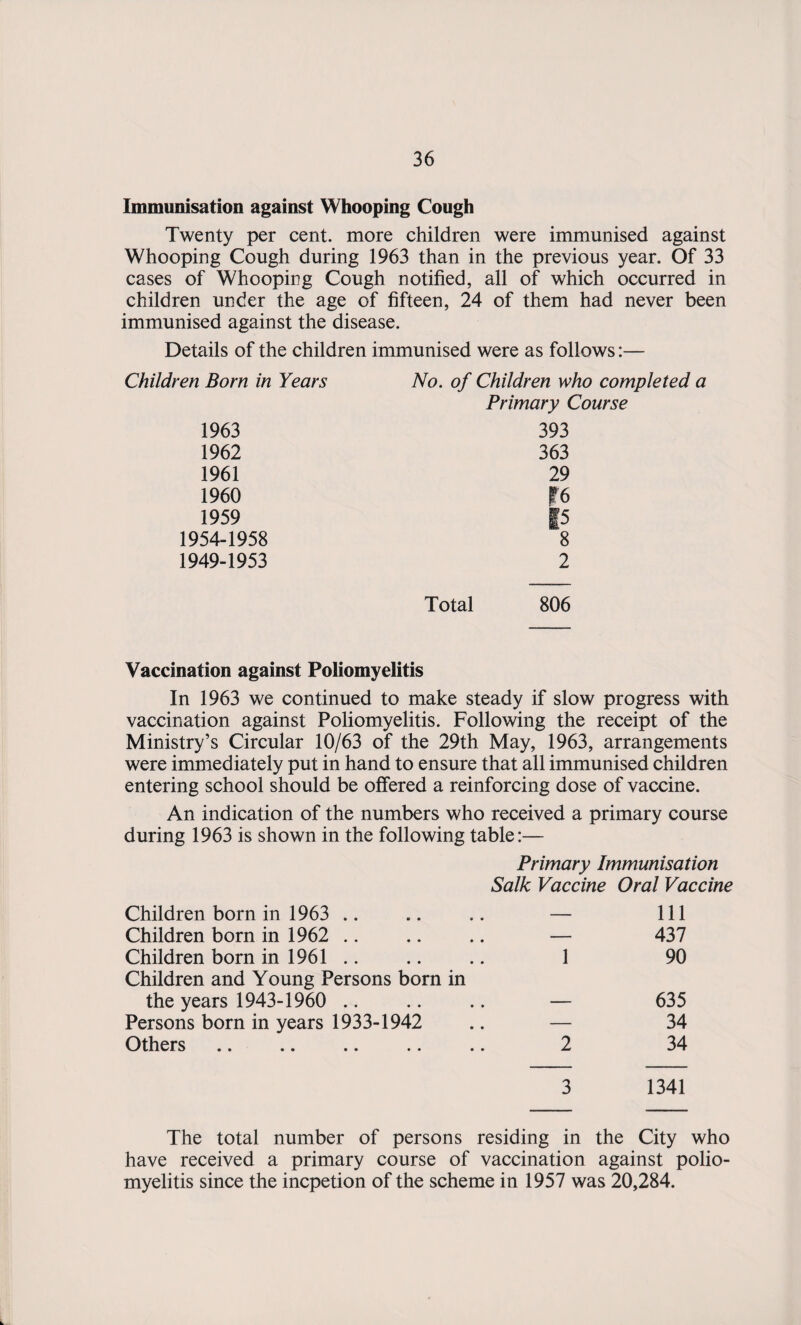 36
Immunisation against Whooping Cough
Twenty per cent. more children were immunised against
Whooping Cough during 1963 than in the previous year. Of 33
cases of Whooping Cough notified, all of which occurred in
children under the age of fifteen, 24 of them had never been
immunised against the disease.
Details of the children immunised were as follows:—
Children Born in Years No. of Children who completed a
Primary Course
1963 393
1962 363
1961 29
1960 6
1959 5
1954-1958 8
1949-1953 2
Total 806
Vaccination against Poliomyelitis
In 1963 we continued to make steady if slow progress with
vaccination against Poliomyelitis. Following the receipt of the
Ministry's Circular 10/63 of the 29th May, 1963, arrangements
were immediately put in hand to ensure that all immunised children
entering school should be offered a reinforcing dose of vaccine.
An indication of the numbers who received a primary course
during 1963 is shown in the following table:—
Primary Immunisation
Salk Vaccine Oral Vaccine
Children born in 1963 .. .. .. — 111
Children born in 1962 .. .. .. — 437
Children born in 1961 .. .. .. 1 90
Children and Young Persons born in
the years 1943-1960 .. .. .. — 635
Persons born in years 1933-1942 .. — 34
Others .. .. .. .. .. 2 34
3 1341
The total number of persons residing in the City who
have received a primary course of vaccination against polio-
myelitis since the incpetion of the scheme in 1957 was 20,284.